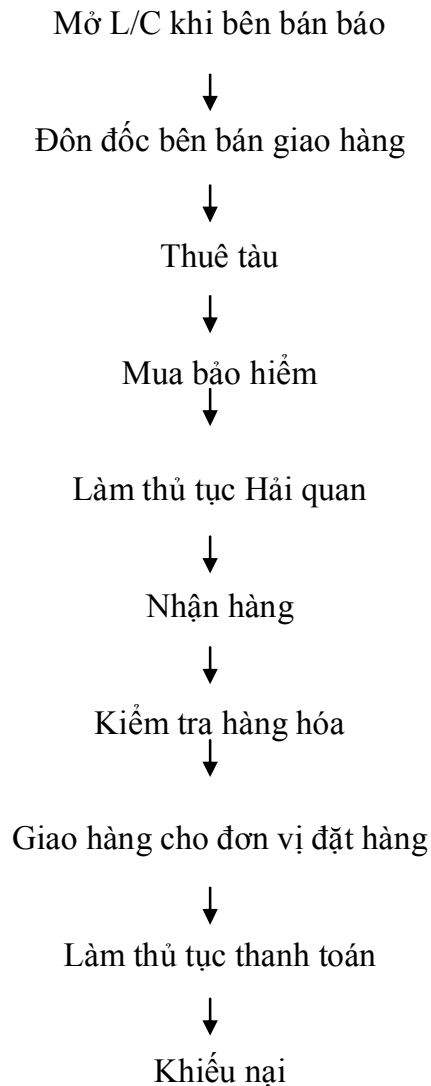 Mở L/C khi bên bán báo
Đôn đốc bên bán giao hàng
Thuê tàu
Mua bảo hiểm
Làm thủ tục Hải quan
Nhận hàng
Kiểm tra hàng hóa
Giao hàng cho đơn vị đặt hàng
Làm thủ tục thanh toán
Khiếu nại